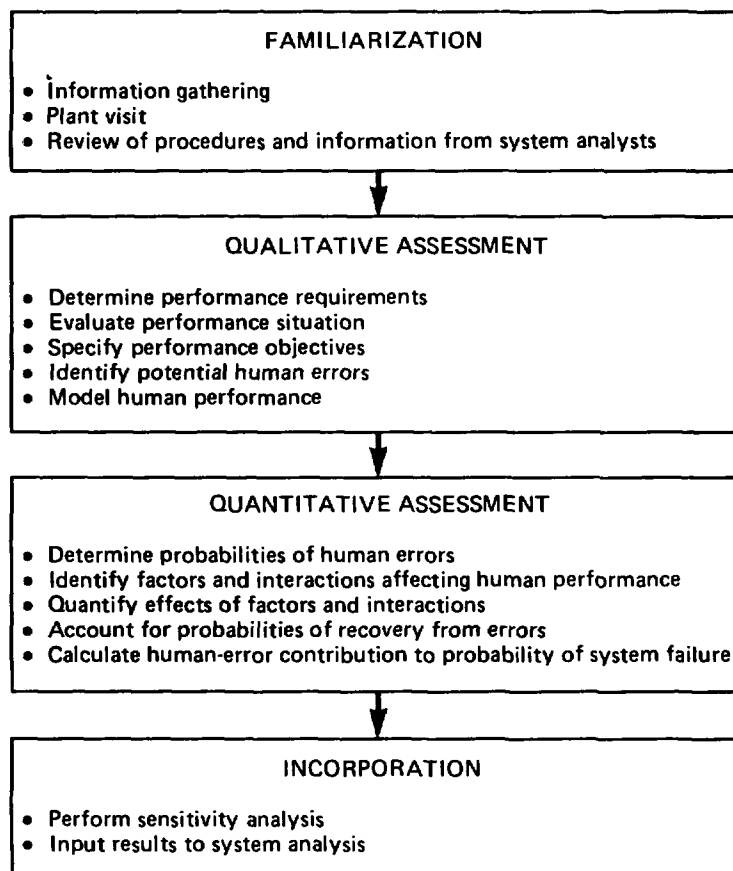 FAMILIARIZATION
• Information gathering
• Plant visit
• Review of procedures and information from system analysts
QUALITATIVE ASSESSMENT
• Determine performance requirements
• Evaluate performance situation
• Specify performance objectives
• Identify potential human errors
• Model human performance
QUANTITATIVE ASSESSMENT
• Determine probabilities of human errors
• Identify factors and interactions affecting human performance
• Quantify effects of factors and interactions
• Account for probabilities of recovery from errors
• Calculate human-error contribution to probability of system failure
INCORPORATION
• Perform sensitivity analysis
• Input results to system analysis